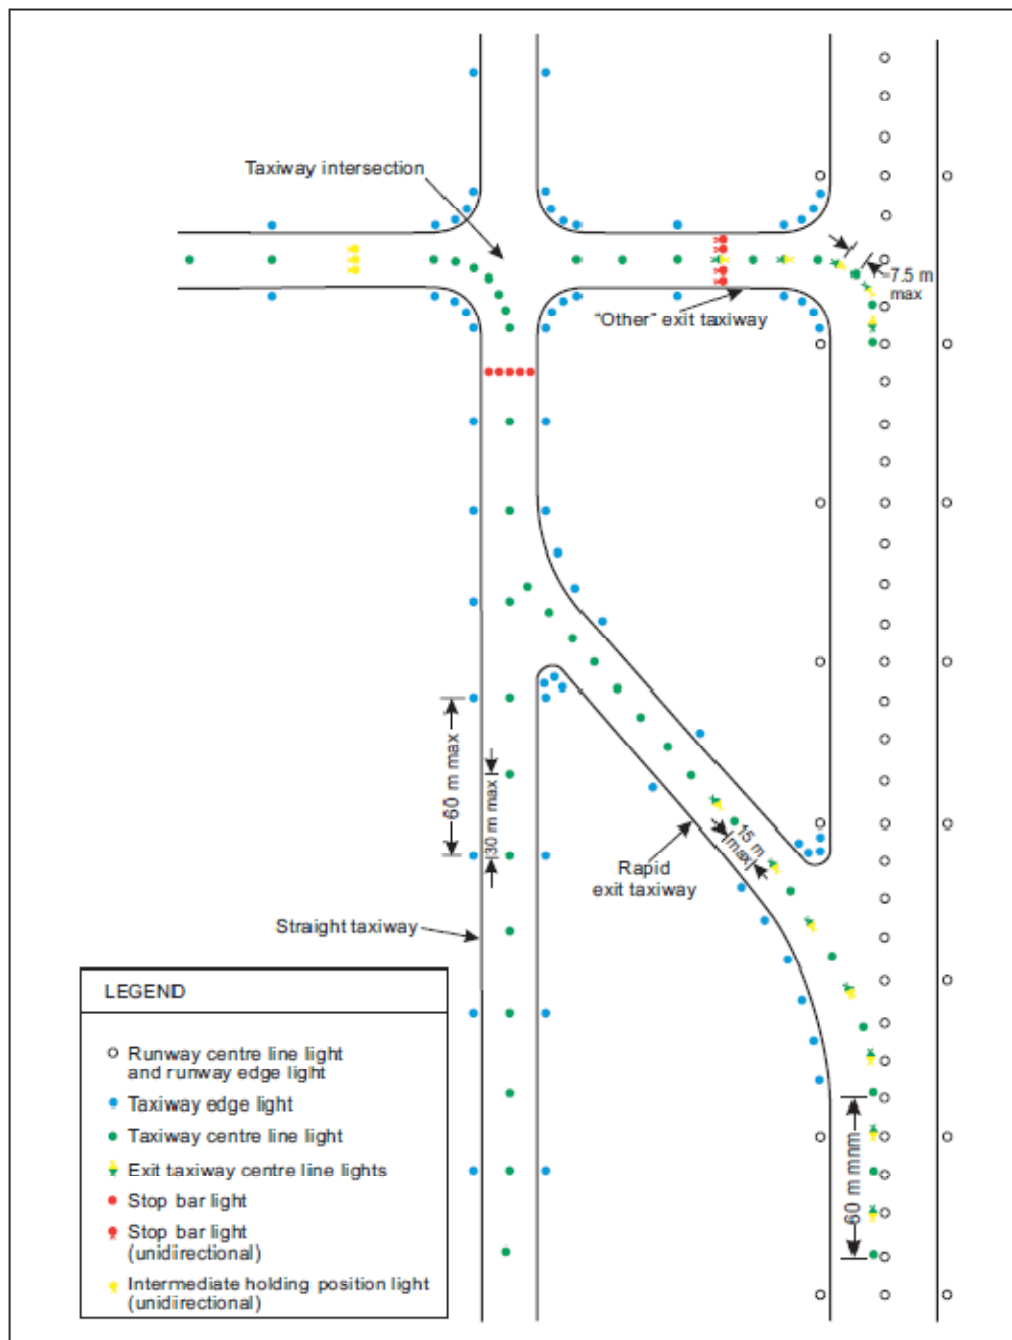 Taxiway intersection
7.5 m
max
"Other" exit taxiway
60 m max
30 m max
15 m
max
Rapid
exit taxiway
Straight taxiway
60 m mnm
LEGEND
Runway centre line light
and runway edge light
Taxiway edge light
Taxiway centre line light
Exit taxiway centre line lights
Stop bar light
Stop bar light
(unidirectional)
Intermediate holding position light
(unidirectional)